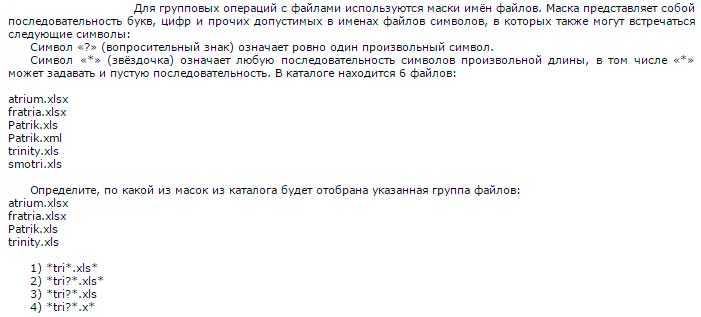 Для групповых операций с файлами используются маски имён файлов. Маска представляет собой
последовательность букв, цифр и прочих допустимых в именах файлов символов, в которых также могут встречаться
следующие символы:
Символ «?» (вопросительный знак) означает ровно один произвольный символ.
Символ «*» (звёздочка) означает любую последовательность символов произвольной длины, в том числе «*»
может задавать и пустую последовательность. В каталоге находится 6 файлов:
atrium.xlsx
fratria.xlsx
Patrik.xls
Patrik.xml
trinity.xls
smotri.xls
Определите, по какой из масок из каталога будет отобрана указанная группа файлов:
atrium.xlsx
fratria.xlsx
Patrik.xls
trinity.xls
1) *tri*.xls*
2) *tri?*.xls*
3) *tri?*.xls
4) *tri?*.x*